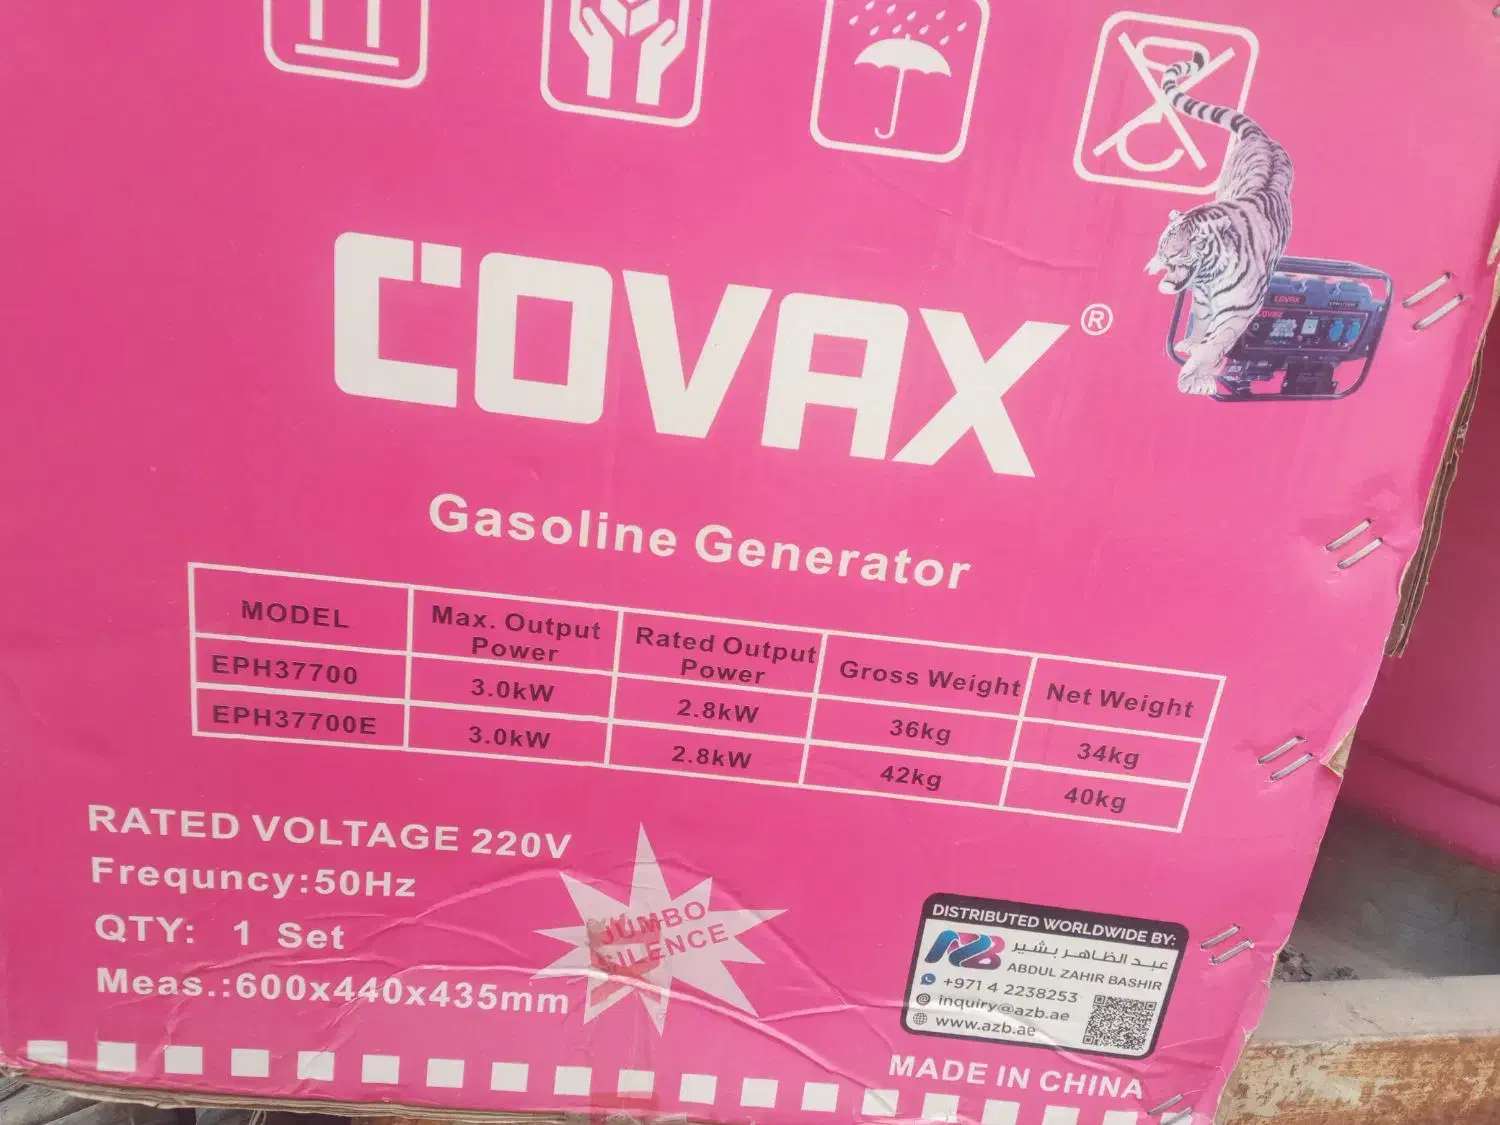 COVAX®
Gasoline Generator
MODEL Max. Output Power Rated Output Power Gross Weight Net Weight
EPH37700 3.0kW 2.8kW 36kg 34kg
EPH37700E 3.0kW 2.8kW 42kg 40kg
RATED VOLTAGE 220V
Frequncy:50Hz
QTY: 1 Set
Meas.:600x440x435mm
JUMBO
SILENCE
DISTRIBUTED WORLDWIDE BY:
AZB
عبد الظاهر بشير
ABDUL ZAHIR BASHIR
+971 4 2238253
inquiry@azb.ae
www.azb.ae
MADE IN CHINA
COVAX
COVAX